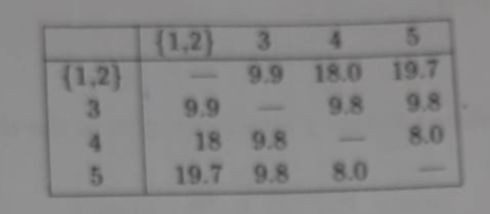 {1,2} 3 4 5
{1,2} — 9.9 18.0 19.7
3 9.9 — 9.8 9.8
4 18 9.8 — 8.0
5 19.7 9.8 8.0 —